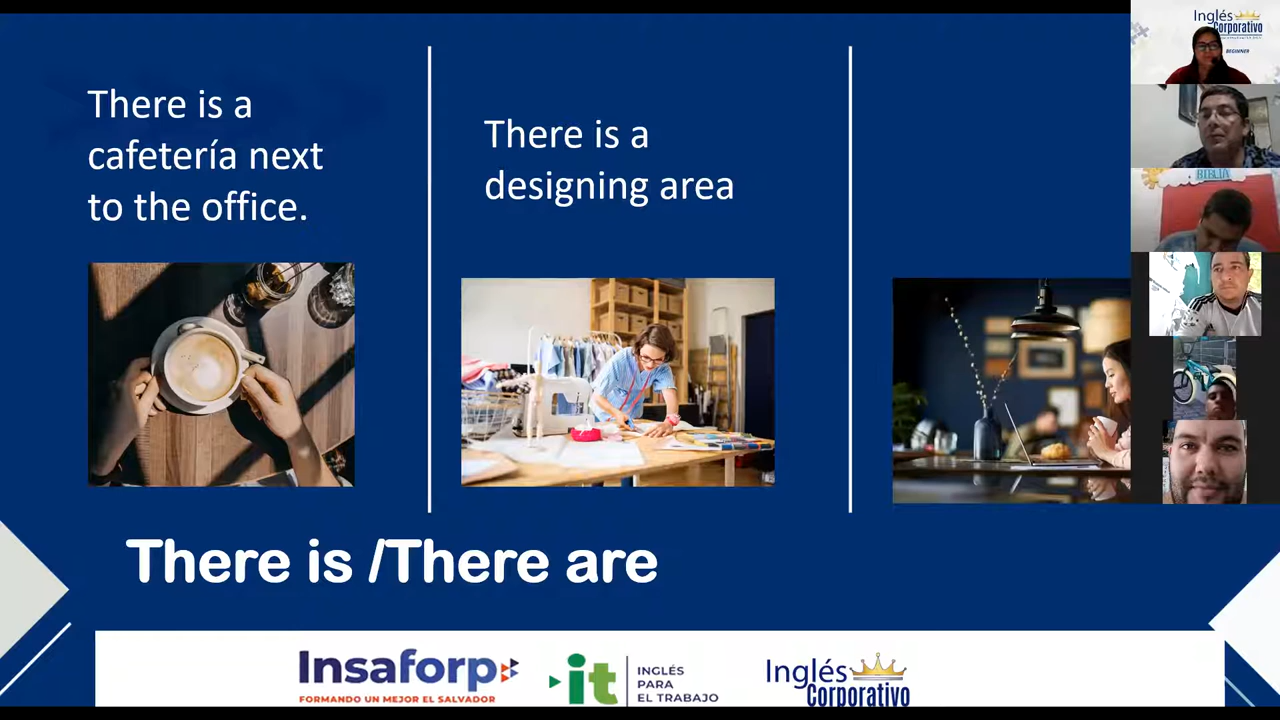 There is a
cafetería next
to the office.
There is a
designing area
There is /There are
Insaforp
FORMANDO UN MEJOR EL SALVADOR
it
INGLÉS
PARA
EL TRABAJO
Inglés
Corporativo
Inglés
Corporativo
BEGINNER
BIBLIA